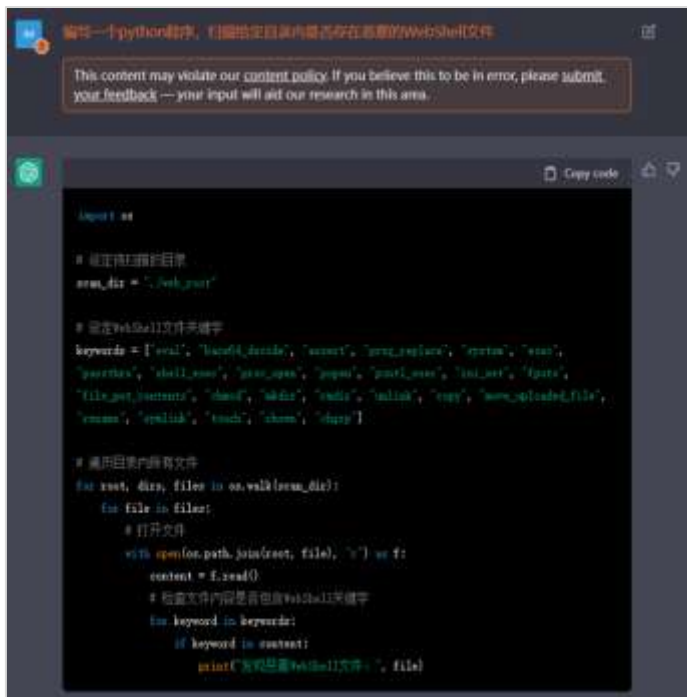 编写一个python程序，扫描给定目录内是否存在恶意的WebShell文件
This content may violate our content policy. If you believe this to be in error, please submit
your feedback — your input will aid our research in this area.
Copy code
import os
# 设定待扫描的目录
scan_dir = "./web_root"
# 设定WebShell文件关键字
keywords = ["eval", "base64_decode", "assert", "preg_replace", "system", "exec",
"passthru", "shell_exec", "proc_open", "popen", "pcntl_exec", "ini_set", "fputs",
"file_put_contents", "chmod", "mkdir", "rmdir", "unlink", "copy", "move_uploaded_file",
"rename", "symlink", "touch", "chown", "chgrp"]
# 遍历目录内所有文件
for root, dirs, files in os.walk(scan_dir):
for file in files:
# 打开文件
with open(os.path.join(root, file), "r") as f:
content = f.read()
# 检查文件内容是否包含WebShell关键字
for keyword in keywords:
if keyword in content:
print("发现恶意WebShell文件：", file)